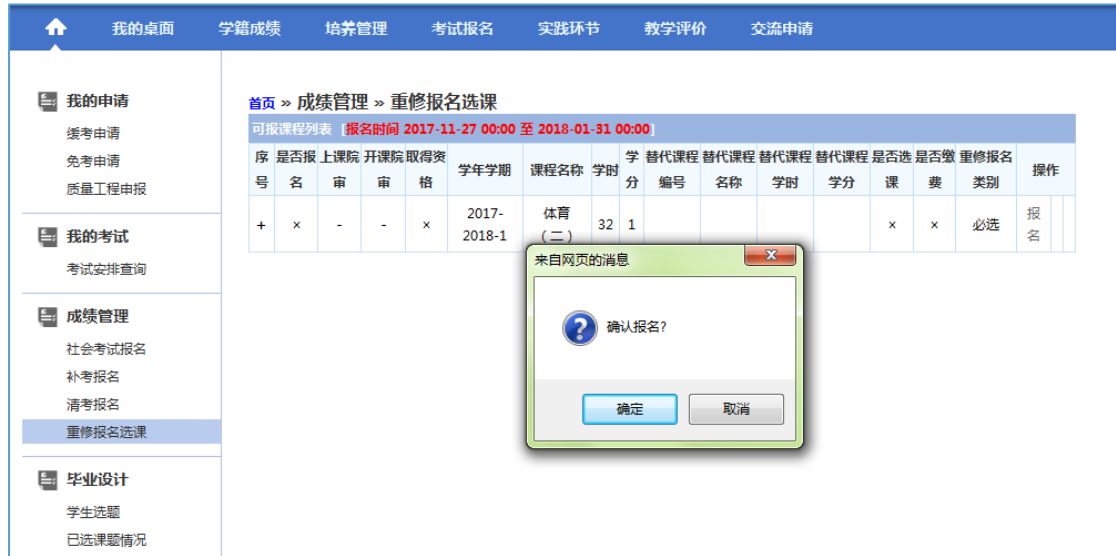 我的桌面 学籍成绩 培养管理 考试报名 实践环节 教学评价 交流申请
我的申请
缓考申请
免考申请
质量工程申报
我的考试
考试安排查询
成绩管理
社会考试报名
补考报名
清考报名
重修报名选课
毕业设计
学生选题
已选课题情况
首页 » 成绩管理 » 重修报名选课
可报课程列表 [报名时间 2017-11-27 00:00 至 2018-01-31 00:00]
序号 是否报名 上课院审 开课院审 取得资格 学年学期 课程名称 学时 学分 替代课程编号 替代课程名称 替代课程学时 替代课程学分 是否选课 是否缴费 重修报名类别 操作
+ × - - × 2017-2018-1 体育（二） 32 1 × × 必选 报名
来自网页的消息
确认报名?
确定 取消